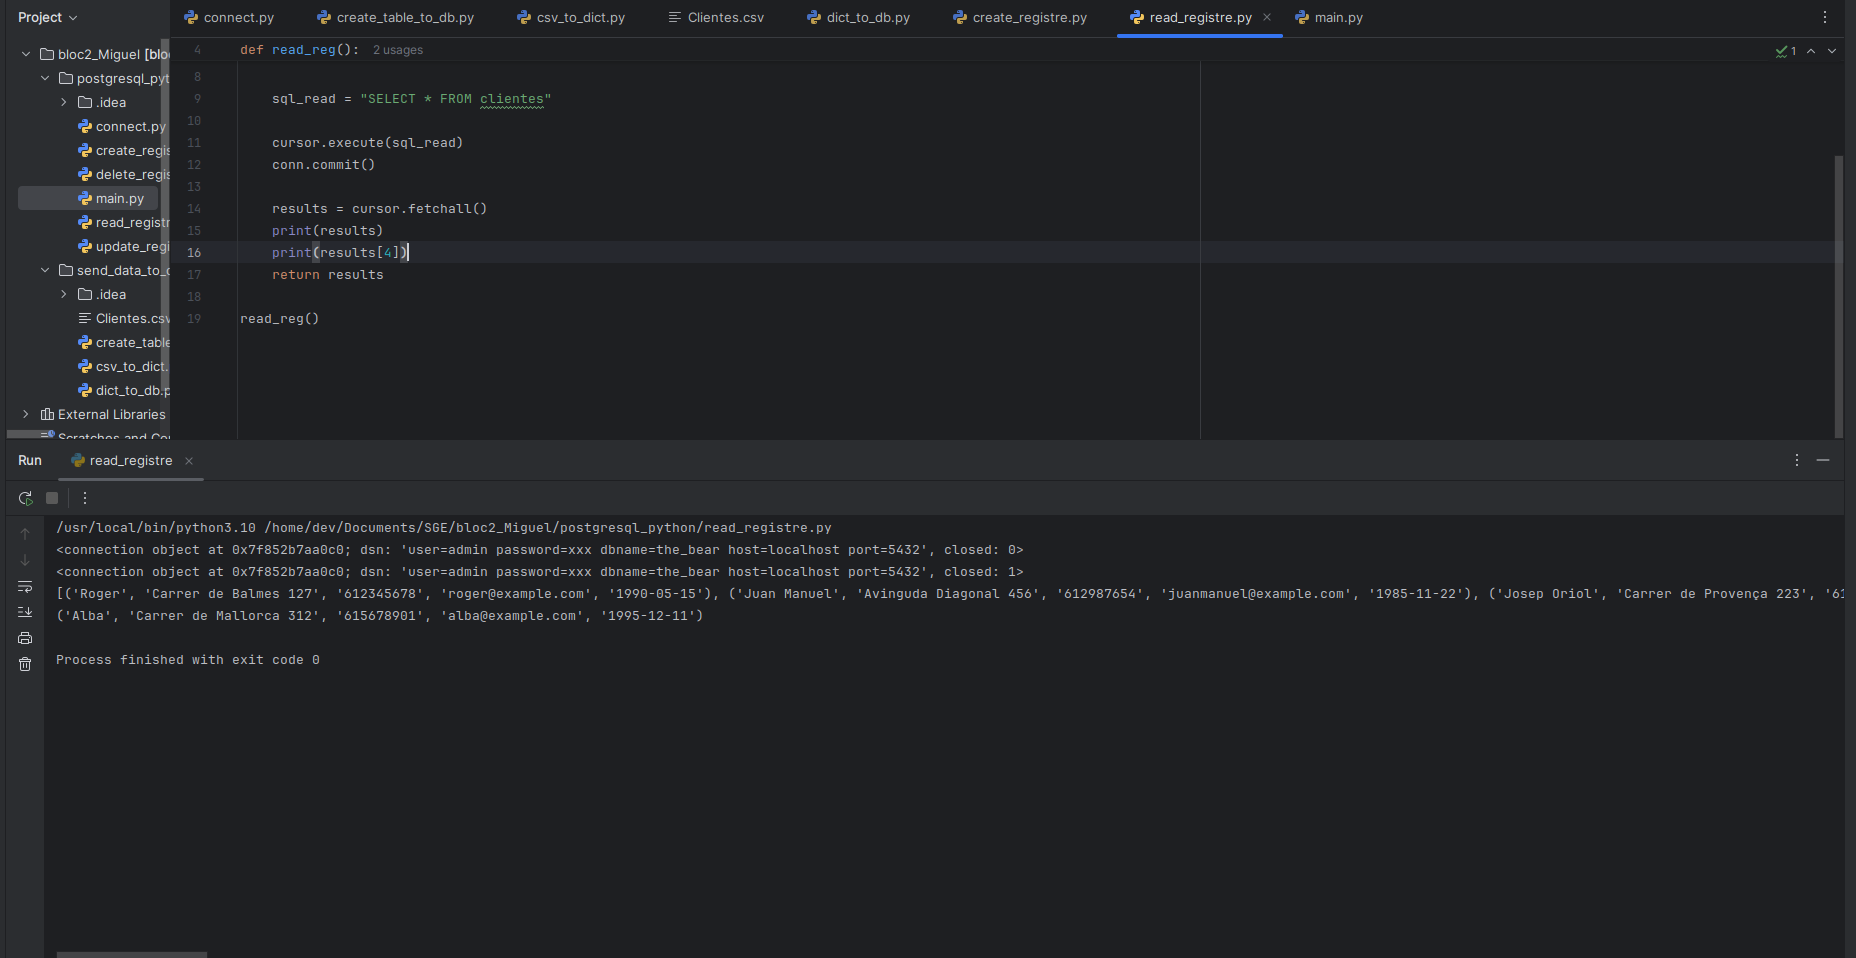 Project
connect.py
create_table_to_db.py
csv_to_dict.py
Clientes.csv
dict_to_db.py
create_registre.py
read_registre.py
main.py
bloc2_Miguel [blo
postgresql_pyt
.idea
connect.py
create_regis
delete_regis
main.py
read_registr
update_regi
send_data_to_d
.idea
Clientes.csv
create_table
csv_to_dict.
dict_to_db.p
External Libraries
Scratches and Co
4 def read_reg(): 2 usages
1
8
9 sql_read = "SELECT * FROM clientes"
10
11 cursor.execute(sql_read)
12 conn.commit()
13
14 results = cursor.fetchall()
15 print(results)
16 print(results[4])
17 return results
18
19 read_reg()
Run
read_registre
/usr/local/bin/python3.10 /home/dev/Documents/SGE/bloc2_Miguel/postgresql_python/read_registre.py
<connection object at 0x7f852b7aa0c0; dsn: 'user=admin password=xxx dbname=the_bear host=localhost port=5432', closed: 0>
<connection object at 0x7f852b7aa0c0; dsn: 'user=admin password=xxx dbname=the_bear host=localhost port=5432', closed: 1>
[('Roger', 'Carrer de Balmes 127', '612345678', 'roger@example.com', '1990-05-15'), ('Juan Manuel', 'Avinguda Diagonal 456', '612987654', 'juanmanuel@example.com', '1985-11-22'), ('Josep Oriol', 'Carrer de Provença 223', '61
('Alba', 'Carrer de Mallorca 312', '615678901', 'alba@example.com', '1995-12-11')
Process finished with exit code 0